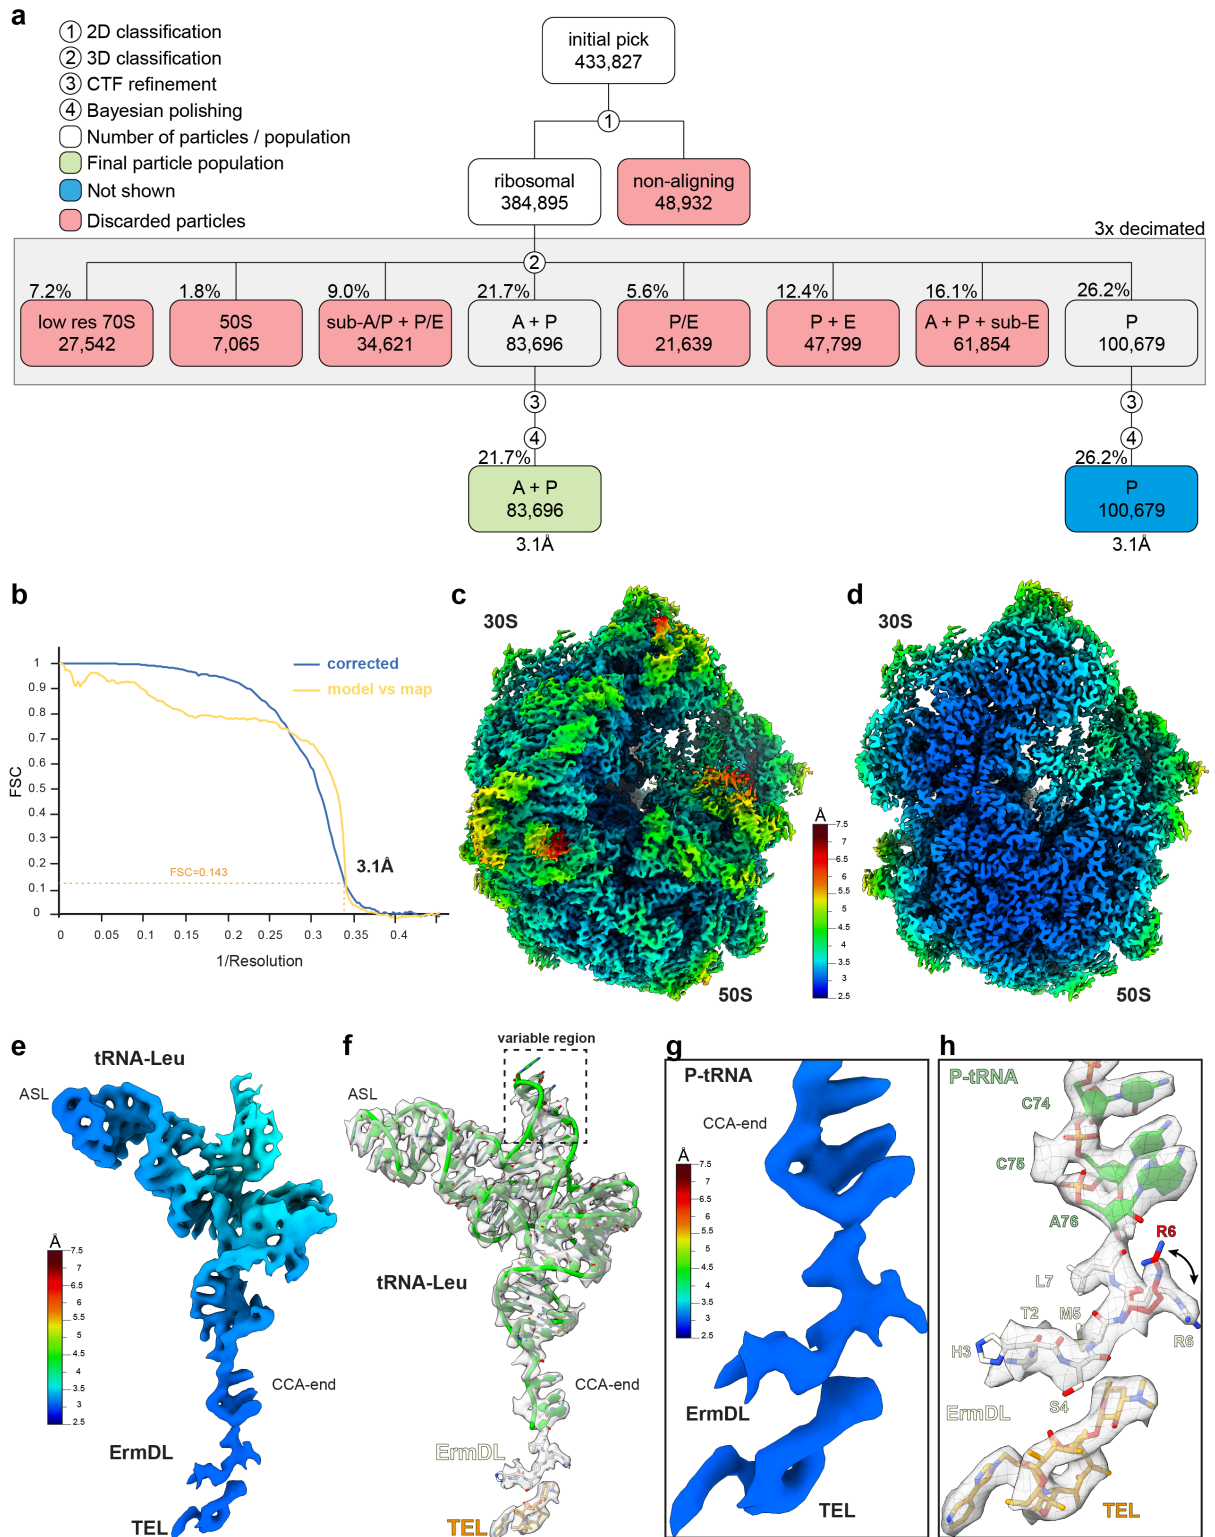 a
1 2D classification
2 3D classification
3 CTF refinement
4 Bayesian polishing
Number of particles / population
Final particle population
Not shown
Discarded particles
initial pick
433,827
1
ribosomal
384,895
non-aligning
48,932
3x decimated
2
7.2%
low res 70S
27,542
1.8%
50S
7,065
9.0%
sub-A/P + P/E
34,621
21.7%
A + P
83,696
5.6%
P/E
21,639
12.4%
P + E
47,799
16.1%
A + P + sub-E
61,854
26.2%
P
100,679
3
4
21.7%
A + P
83,696
3.1Å
3
4
26.2%
P
100,679
3.1Å
b
corrected
model vs map
FSC
1
0.9
0.8
0.7
0.6
0.5
0.4
0.3
0.2
0.1
0
FSC=0.143
3.1Å
0 0.05 0.1 0.15 0.2 0.25 0.3 0.35 0.4
1/Resolution
c
30S
50S
Å
7.5
7
6.5
6
5.5
5
4.5
4
3.5
3
2.5
d
30S
50S
e
tRNA-Leu
ASL
Å
7.5
7
6.5
6
5.5
5
4.5
4
3.5
3
2.5
CCA-end
ErmDL
TEL
f
variable region
ASL
tRNA-Leu
CCA-end
ErmDL
TEL
g
P-tRNA
CCA-end
Å
7.5
7
6.5
6
5.5
5
4.5
4
3.5
3
2.5
ErmDL
TEL
h
P-tRNA
C74
C75
A76
R6
L7
T2
M5
R6
H3
S4
ErmDL
TEL